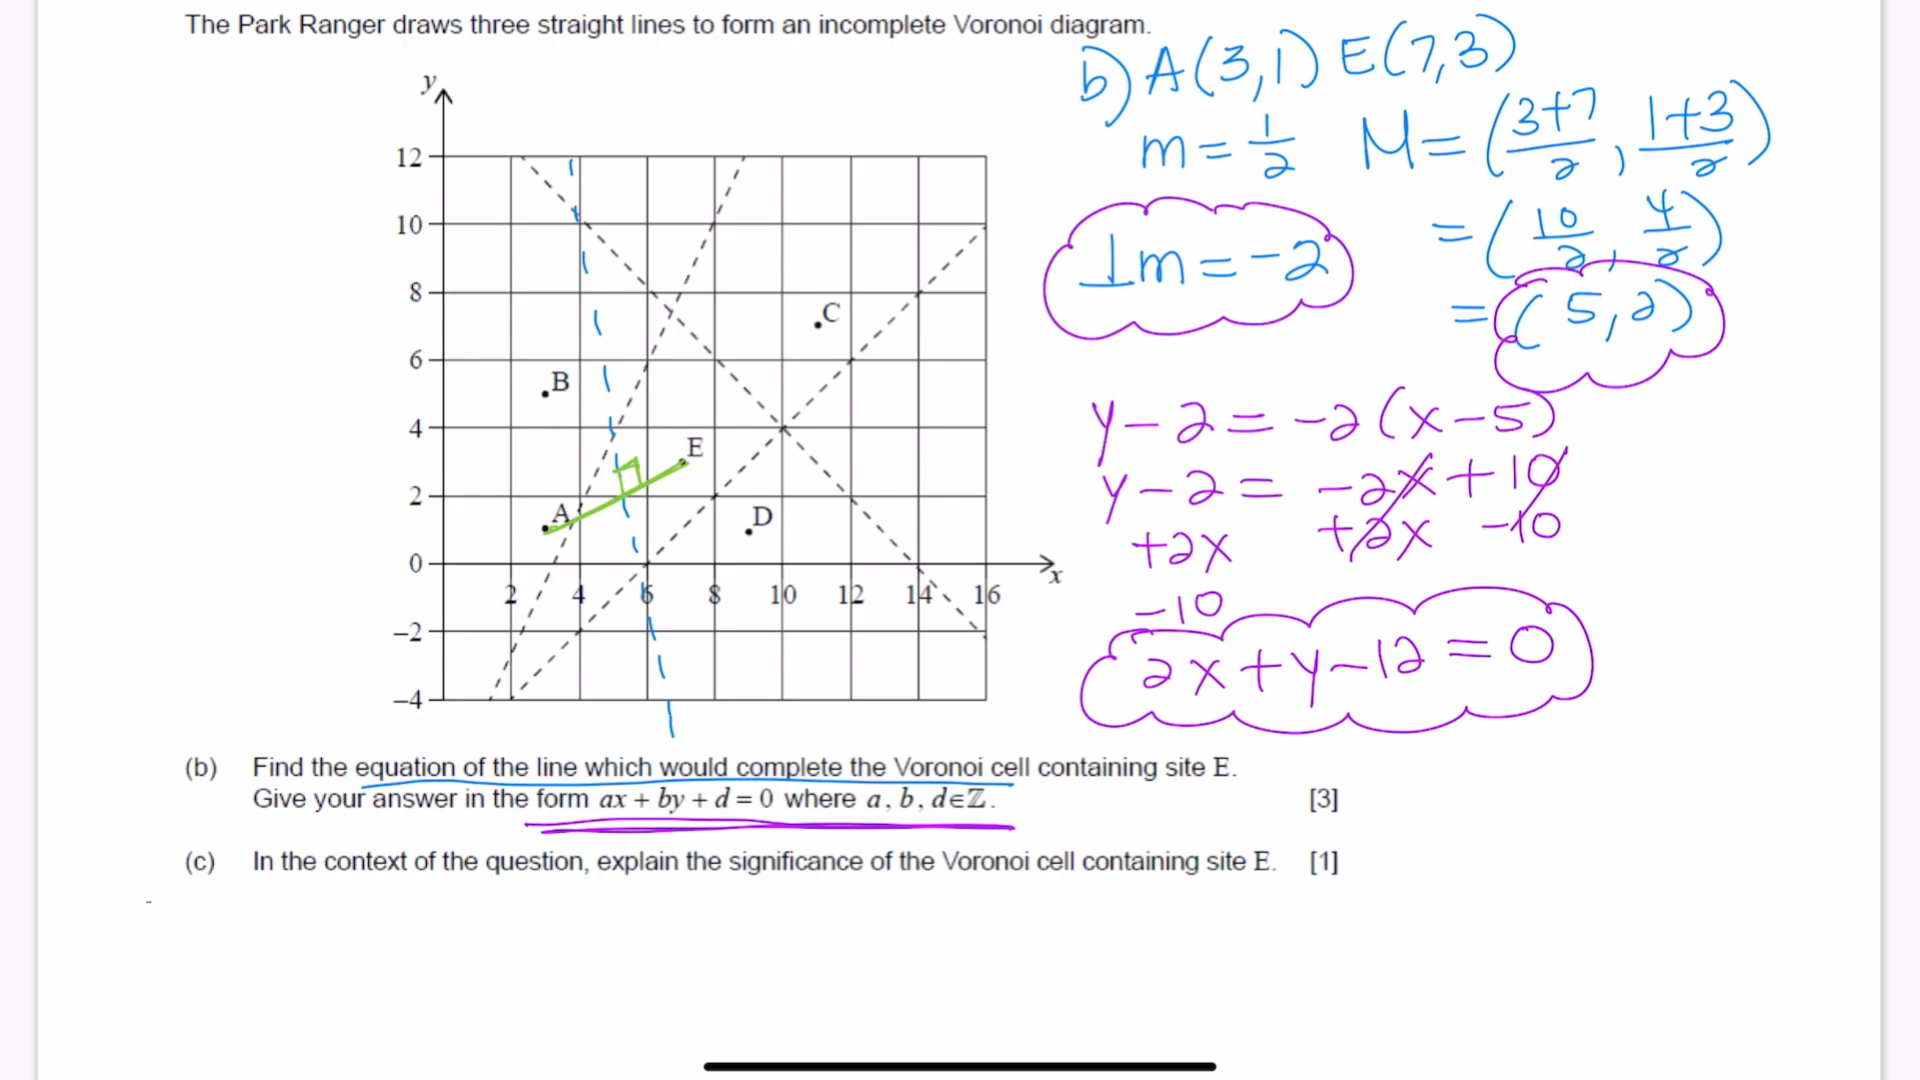 The Park Ranger draws three straight lines to form an incomplete Voronoi diagram.
b) A(3,1) E(7,3)
m = 1/2 M = (3+7/2, 1+3/2)
= (10/2, 4/2)
⊥m = -2
= (5,2)
y - 2 = -2(x - 5)
y - 2 = -2x + 10
+2x +2x -10
-10
2x + y - 12 = 0
y
12
10
8
6
4
2
0
-2
-4
2 4 6 8 10 12 14 16
x
C
B
E
A
D
(b) Find the equation of the line which would complete the Voronoi cell containing site E.
Give your answer in the form ax + by + d = 0 where a, b, d∈ℤ. [3]
(c) In the context of the question, explain the significance of the Voronoi cell containing site E. [1]